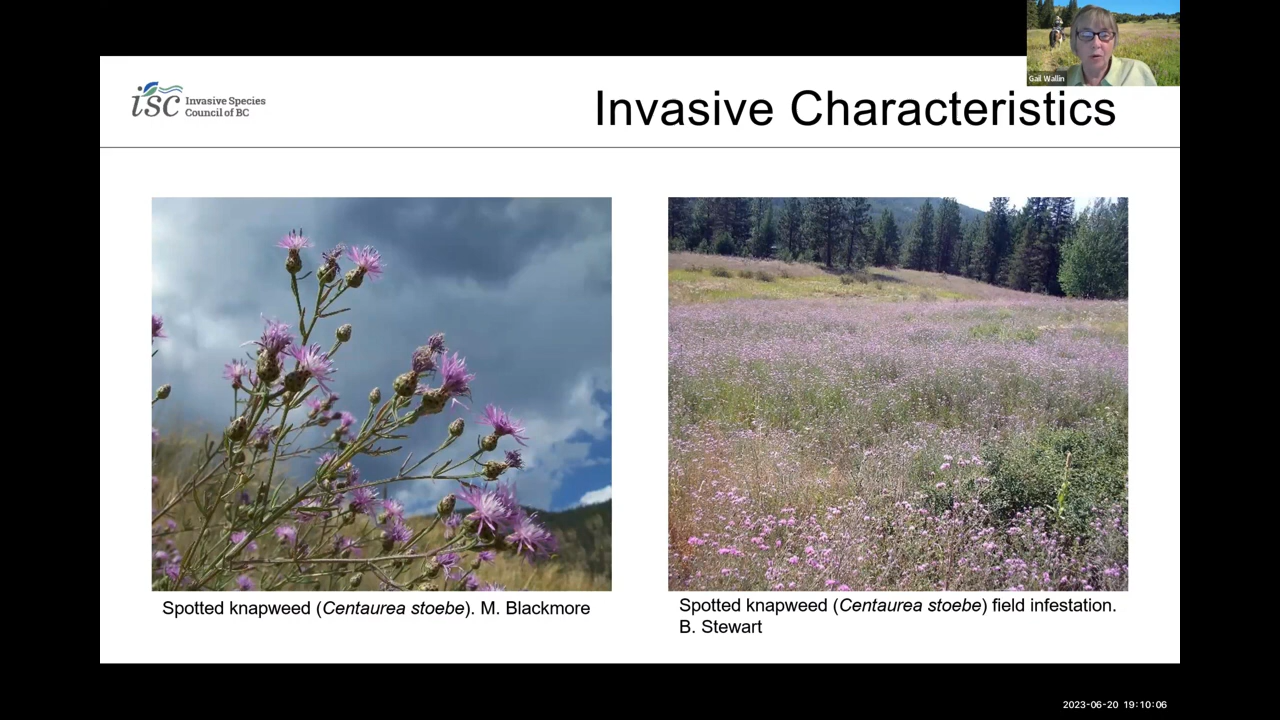 Gail Wallin
isc Invasive Species
Council of BC
Invasive Characteristics
Spotted knapweed (Centaurea stoebe). M. Blackmore
Spotted knapweed (Centaurea stoebe) field infestation.
B. Stewart
2023-06-20 19:10:06